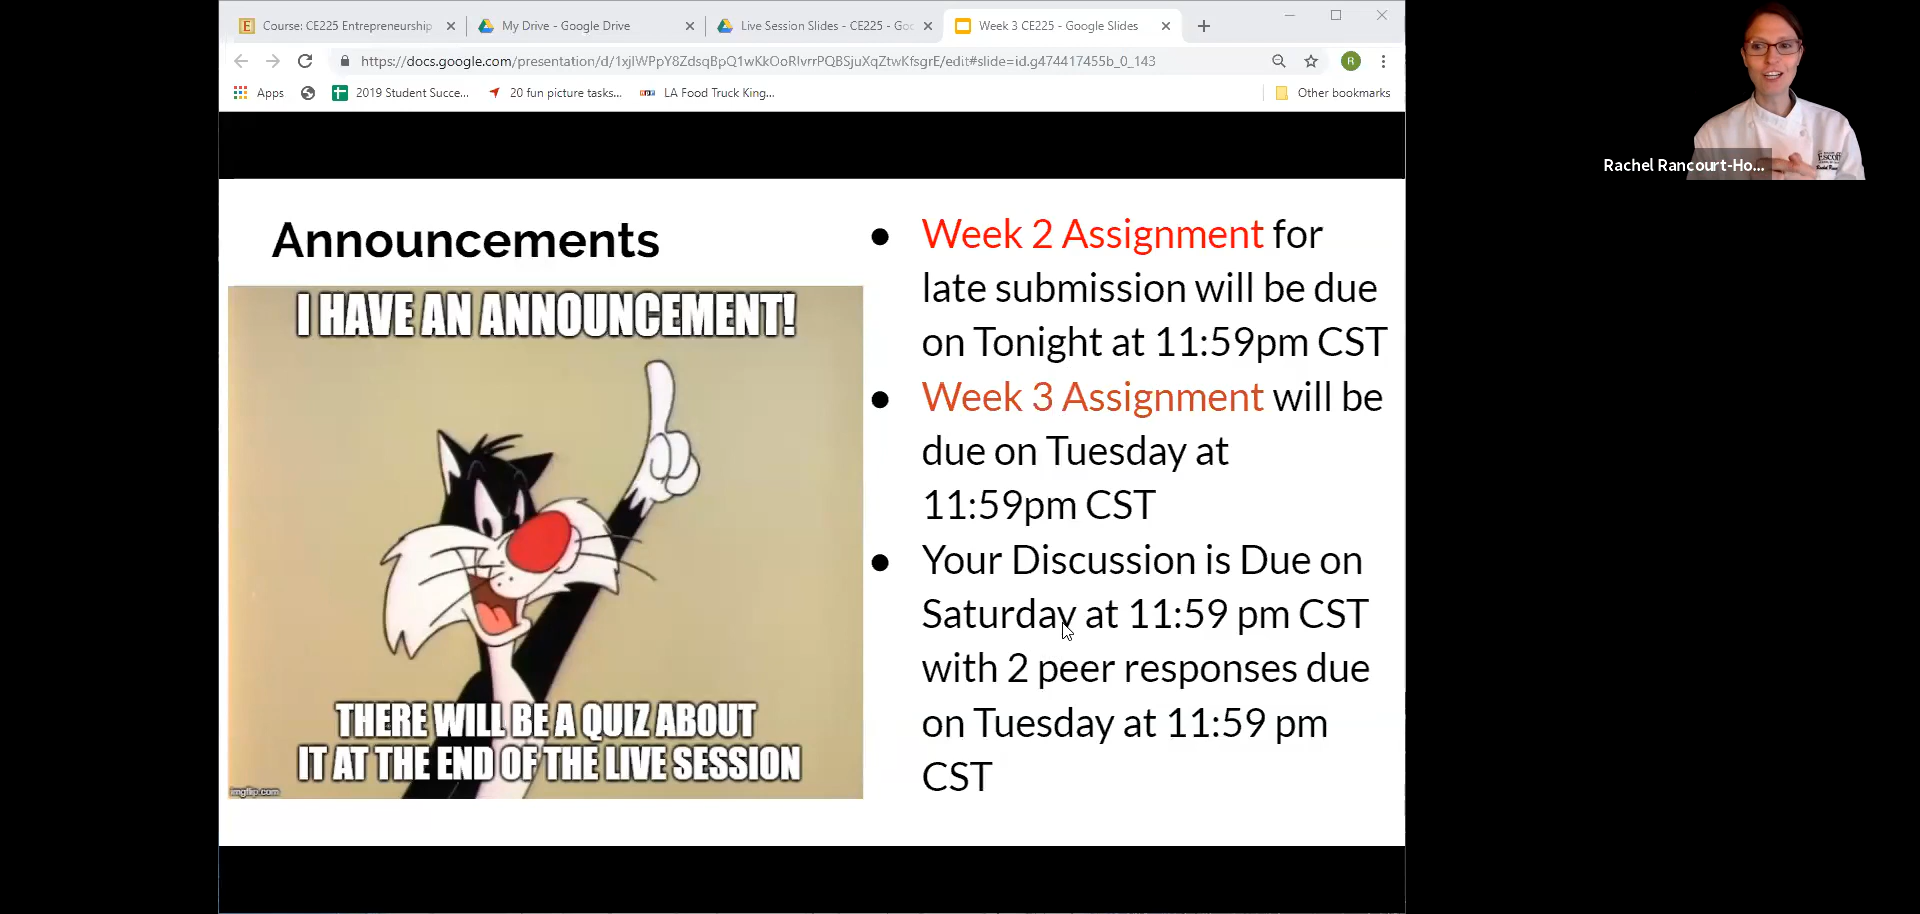 Course: CE225 Entrepreneurship
My Drive - Google Drive
Live Session Slides - CE225 - Goo
Week 3 CE225 - Google Slides
https://docs.google.com/presentation/d/1xjIWPpY8ZdsqBpQ1wKkOoRlvrrPQBSjuXqZtwKfsgrE/edit#slide=id.g474417455b_0_143
R
Apps
2019 Student Succe...
20 fun picture tasks...
LA Food Truck King...
Other bookmarks
Rachel Rancourt-Ho...
Announcements
I HAVE AN ANNOUNCEMENT!
THERE WILL BE A QUIZ ABOUT
IT AT THE END OF THE LIVE SESSION
imgflip.com
● Week 2 Assignment for
late submission will be due
on Tonight at 11:59pm CST
● Week 3 Assignment will be
due on Tuesday at
11:59pm CST
● Your Discussion is Due on
Saturday at 11:59 pm CST
with 2 peer responses due
on Tuesday at 11:59 pm
CST